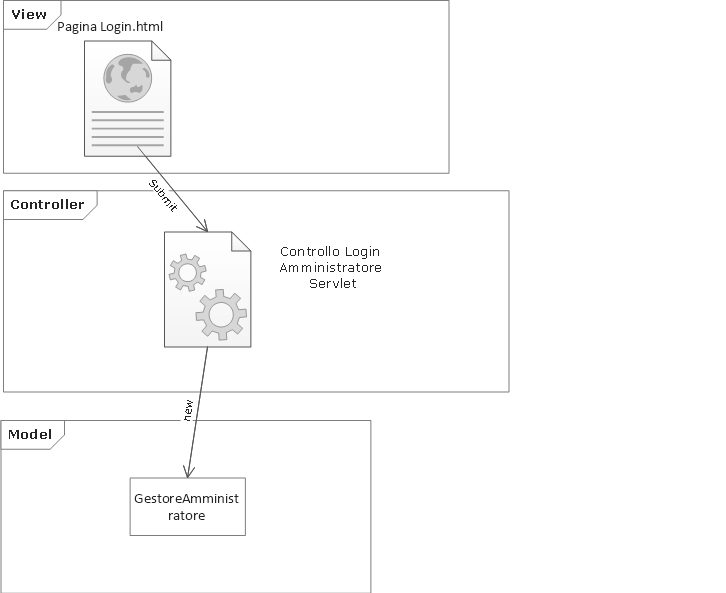 View
Pagina Login.html
Submit
Controller
Controllo Login
Amministratore
Servlet
new
Model
GestoreAmminist
ratore